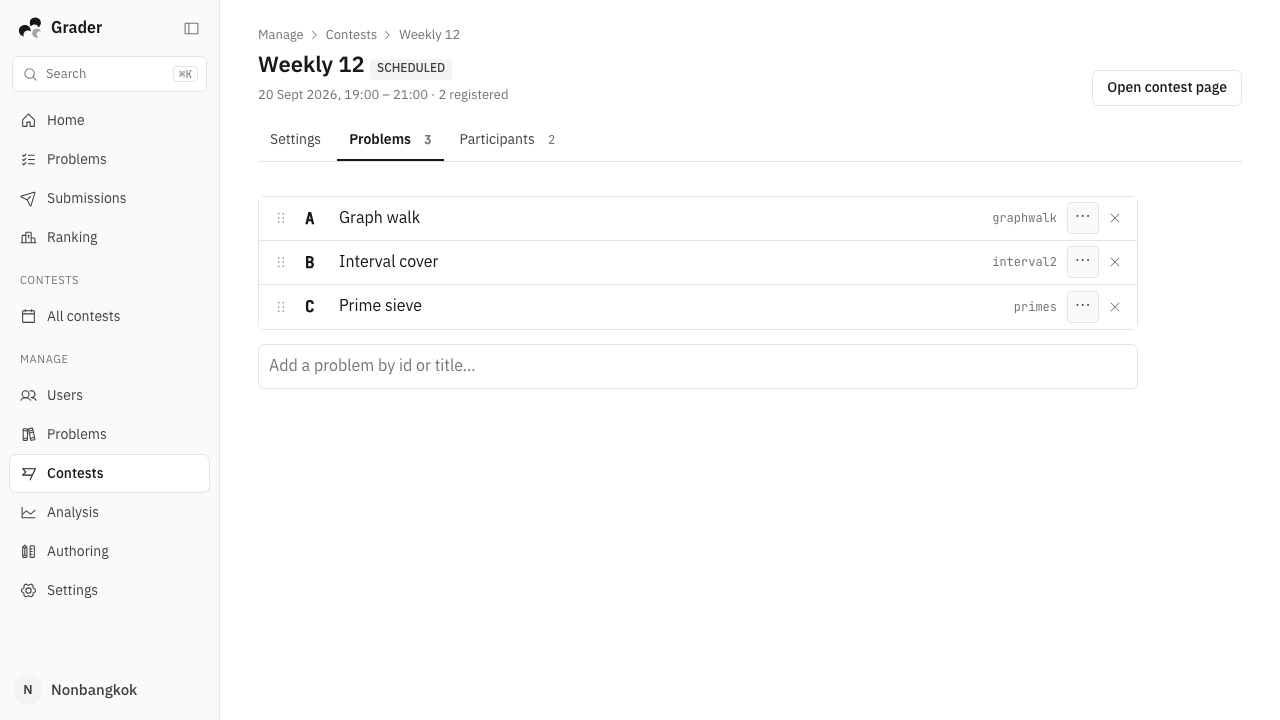 Grader
Search ⌘K
Home
Problems
Submissions
Ranking
CONTESTS
All contests
MANAGE
Users
Problems
Contests
Analysis
Authoring
Settings
N Nonbangkok
Manage > Contests > Weekly 12
Weekly 12 SCHEDULED
20 Sept 2026, 19:00 – 21:00 · 2 registered
Open contest page
Settings Problems 3 Participants 2
A Graph walk graphwalk ... ×
B Interval cover interval2 ... ×
C Prime sieve primes ... ×
Add a problem by id or title...